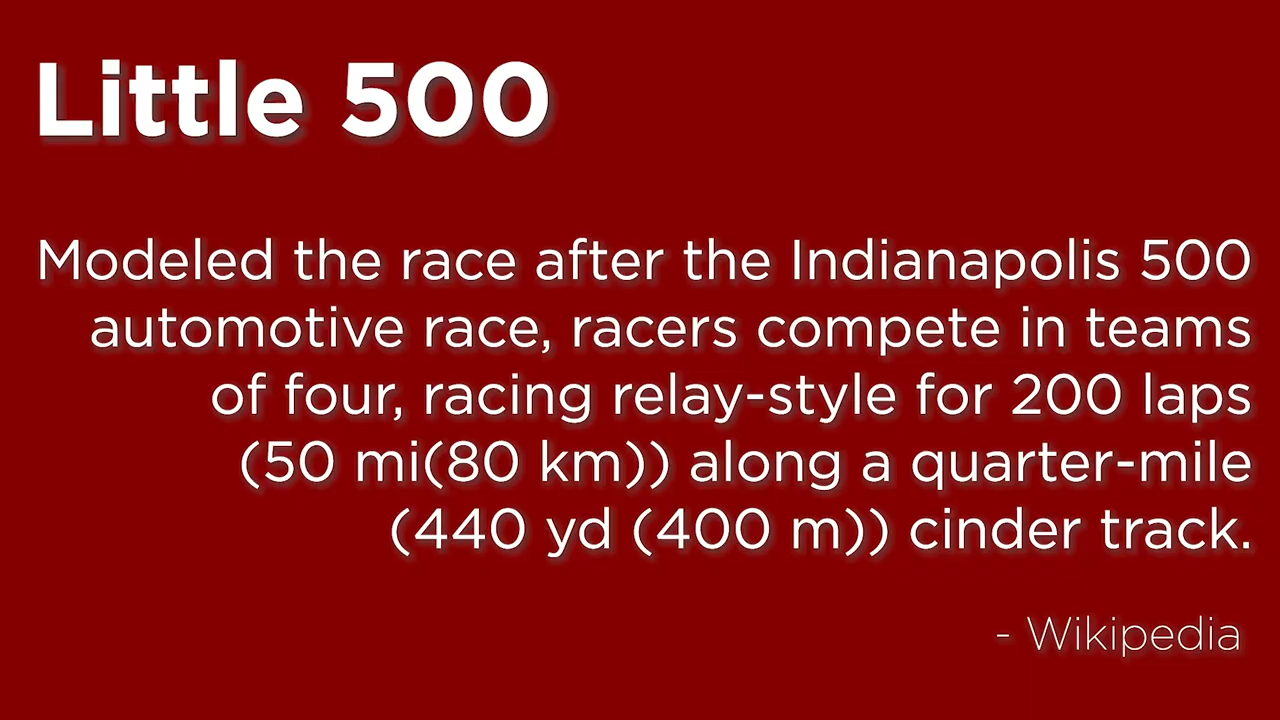 Little 500
Modeled the race after the Indianapolis 500
automotive race, racers compete in teams
of four, racing relay-style for 200 laps
(50 mi(80 km)) along a quarter-mile
(440 yd (400 m)) cinder track.
- Wikipedia